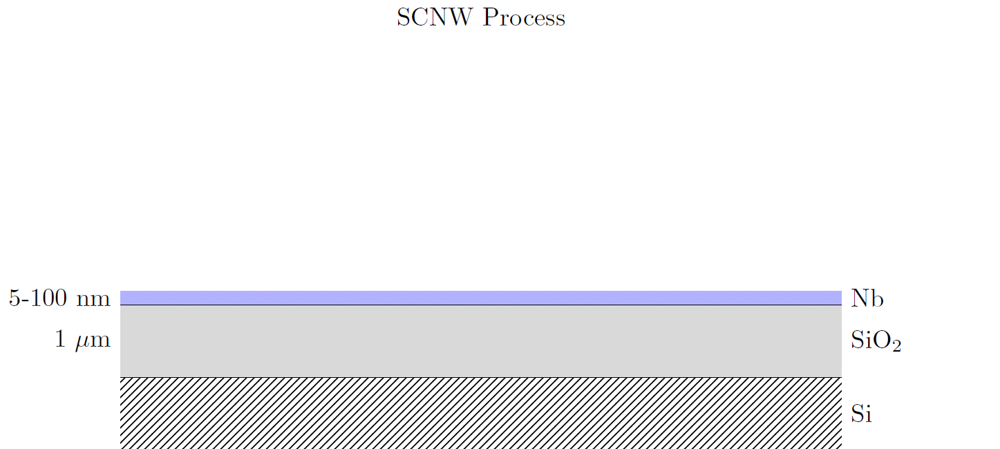 SCNW Process
5-100 nm
Nb
1 μm
SiO₂
Si